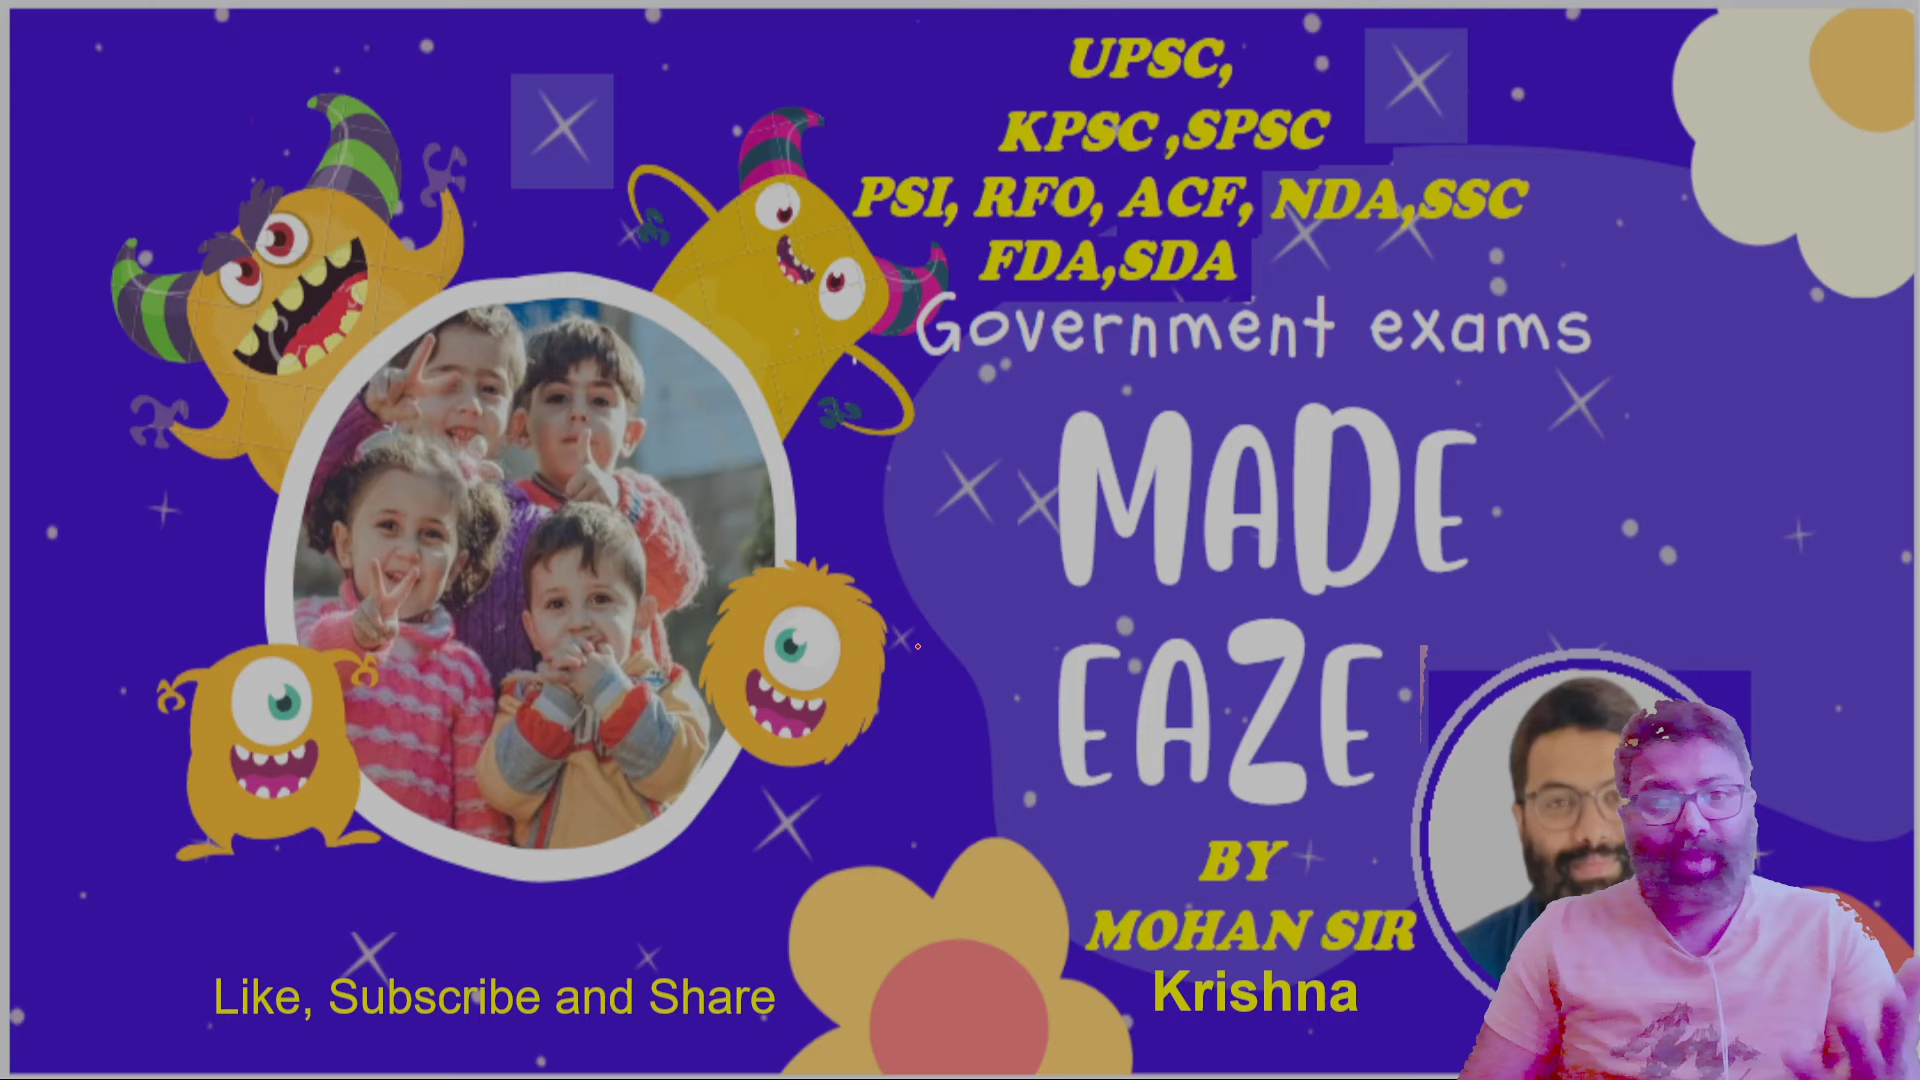 UPSC,
KPSC ,SPSC
PSI, RFO, ACF, NDA,SSC
FDA,SDA
Government exams
MADE
EAZE
BY
MOHAN SIR
Krishna
Like, Subscribe and Share